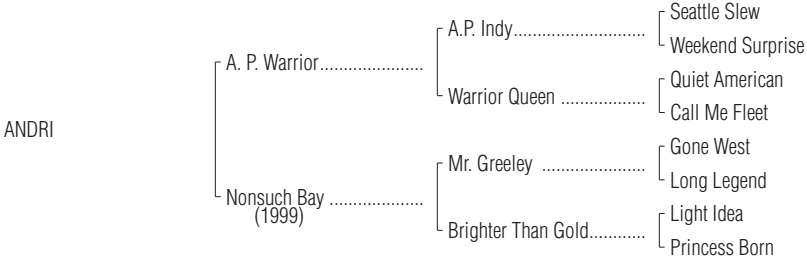 Seattle Slew
A.P. Indy............................
Weekend Surprise
A. P. Warrior......................
Quiet American
Warrior Queen ..................
Call Me Fleet
ANDRI
Gone West
Mr. Greeley ......................
Long Legend
Nonsuch Bay ....................
(1999)
Light Idea
Brighter Than Gold............
Princess Born